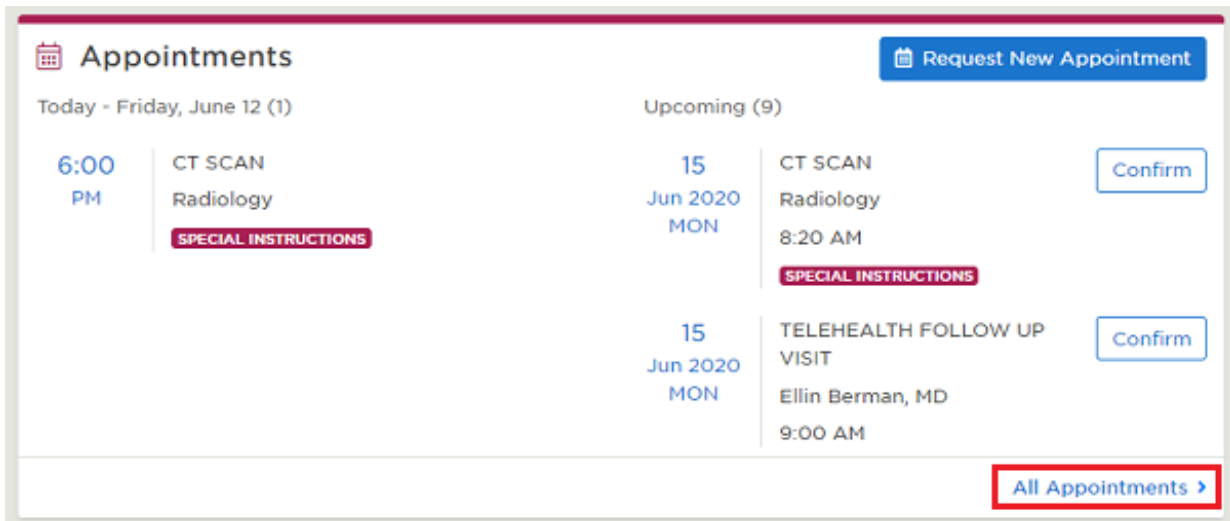 Appointments
Request New Appointment
Today - Friday, June 12 (1)
6:00
PM
CT SCAN
Radiology
SPECIAL INSTRUCTIONS
Upcoming (9)
15
Jun 2020
MON
CT SCAN
Radiology
8:20 AM
SPECIAL INSTRUCTIONS
Confirm
15
Jun 2020
MON
TELEHEALTH FOLLOW UP
VISIT
Ellin Berman, MD
9:00 AM
Confirm
All Appointments